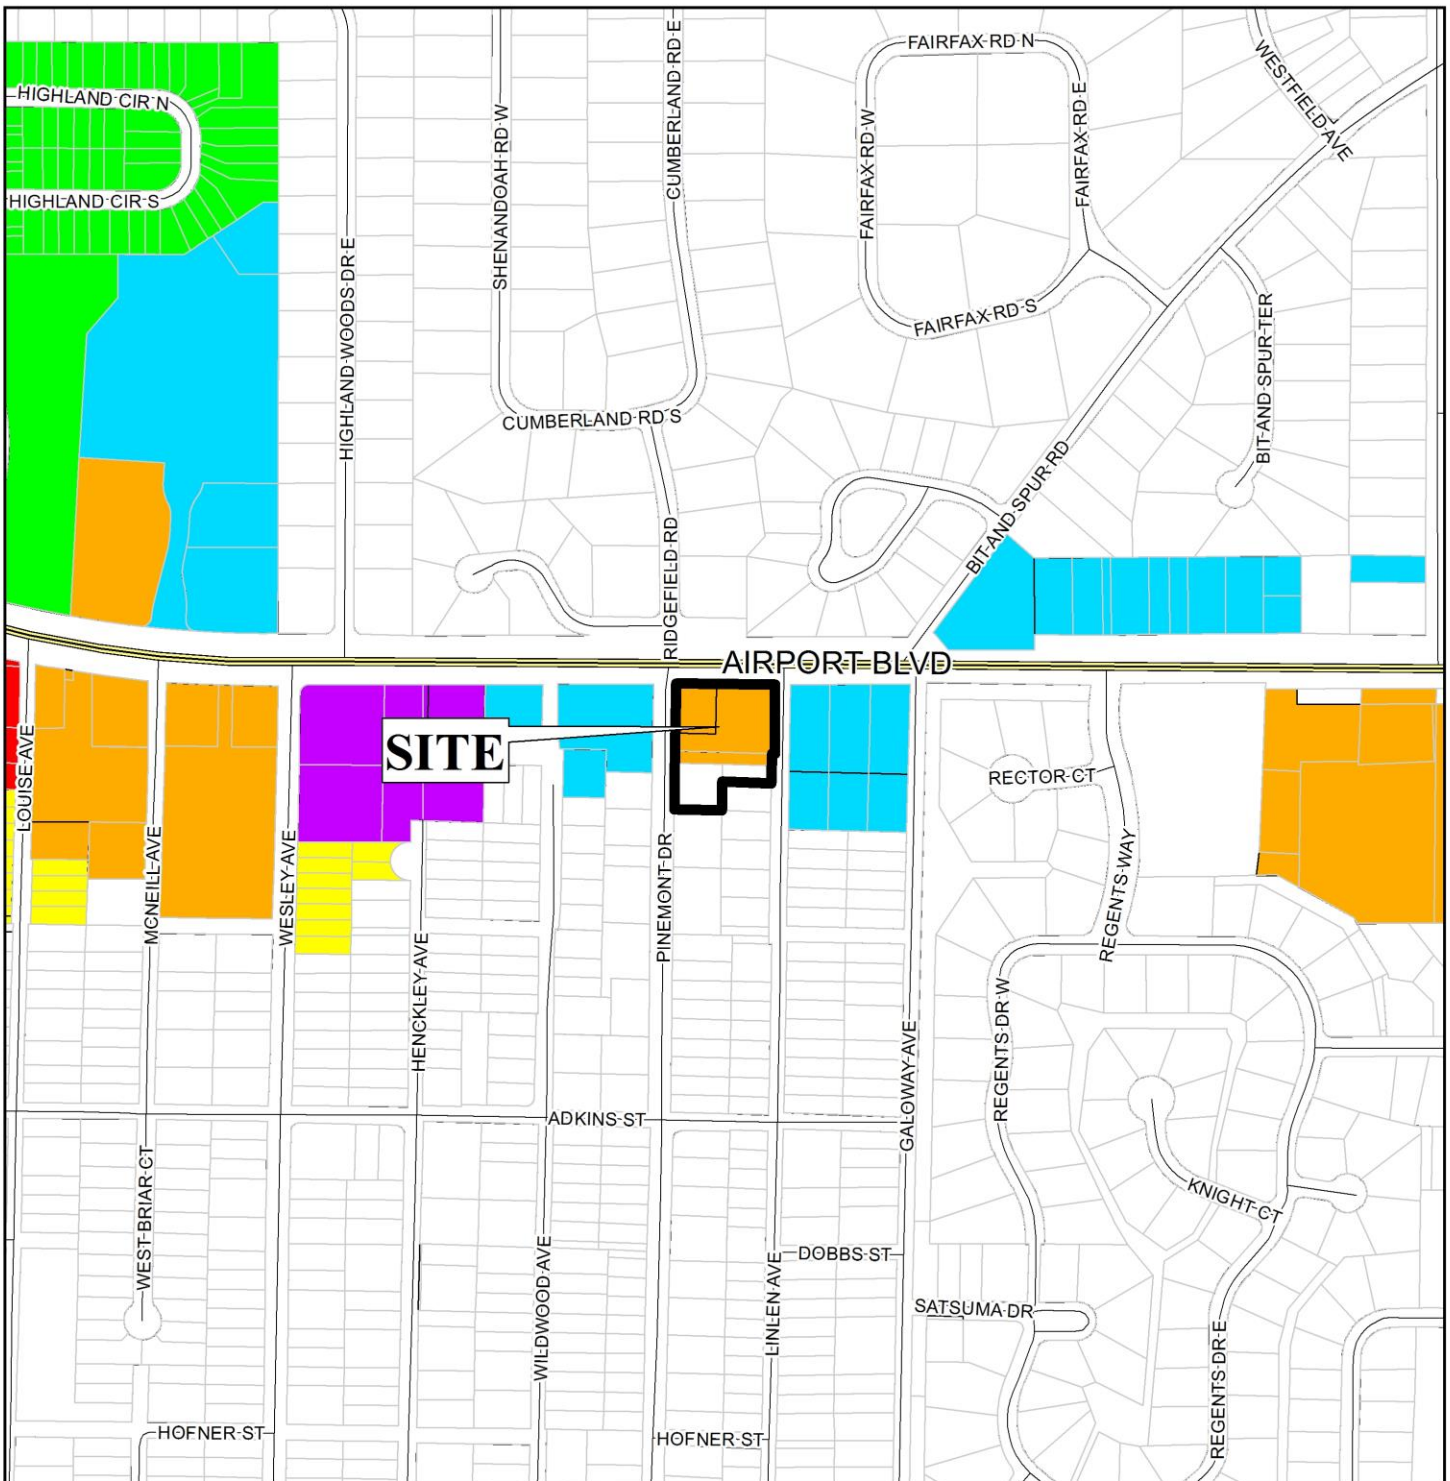 FAIRFAX RD N
WESTFIELD AVE
HIGHLAND CIR N
SHENANDOAH RD W
CUMBERLAND RD E
FAIRFAX RD W
FAIRFAX RD E
HIGHLAND CIR S
HIGHLAND WOODS DR E
FAIRFAX RD S
BIT AND SPUR TER
CUMBERLAND RD S
BIT AND SPUR RD
RIDGEFIELD RD
AIRPORT BLVD
SITE
LOUISE AVE
RECTOR CT
MCNEILL AVE
WESLEY AVE
PINEMONT DR
REGENTS WAY
HENCKLEY AVE
REGENTS DR W
GALOWAY AVE
ADKINS ST
WEST BRIAR CT
KNIGHT CT
WILDWOOD AVE
LINLEN AVE
DOBBS ST
SATSUMA DR
REGENTS DR E
HOFNER ST
HOFNER ST